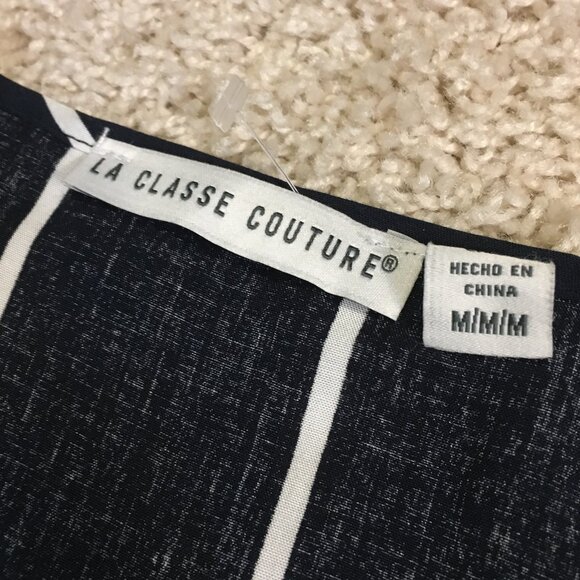 LA CLASSE COUTURE®
HECHO EN
CHINA
M/M/M